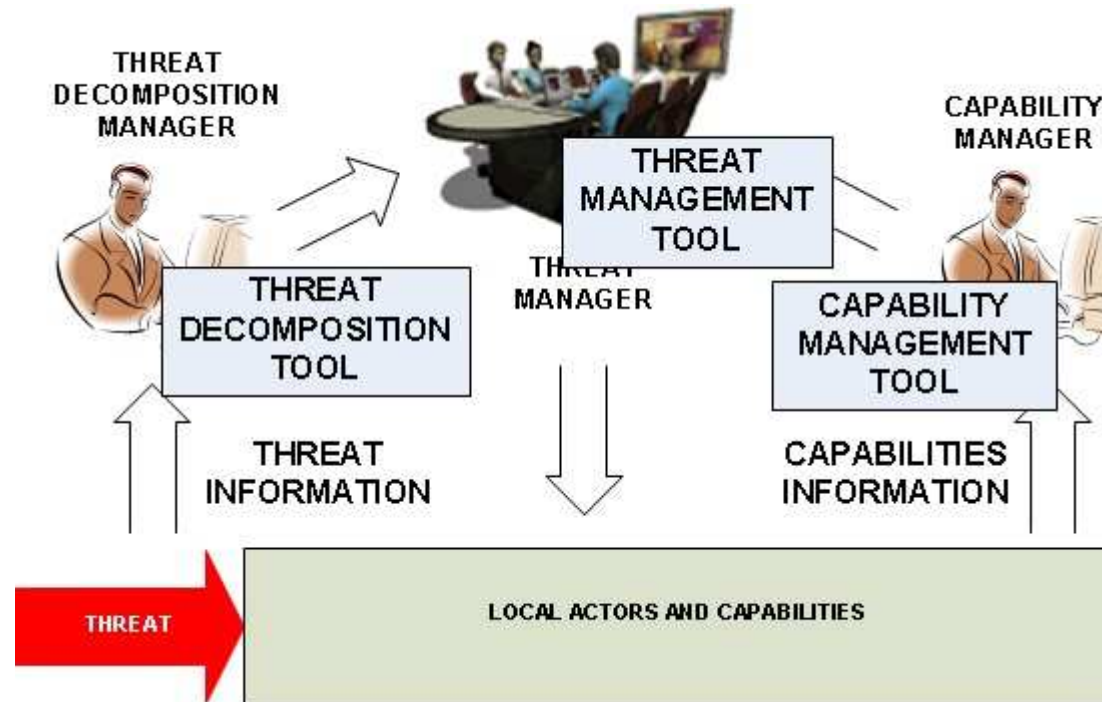 THREAT
DECOMPOSITION
MANAGER
CAPABILITY
MANAGER
THREAT
MANAGEMENT
TOOL
THREAT
MANAGER
THREAT
DECOMPOSITION
TOOL
CAPABILITY
MANAGEMENT
TOOL
THREAT
INFORMATION
CAPABILITIES
INFORMATION
THREAT
LOCAL ACTORS AND CAPABILITIES